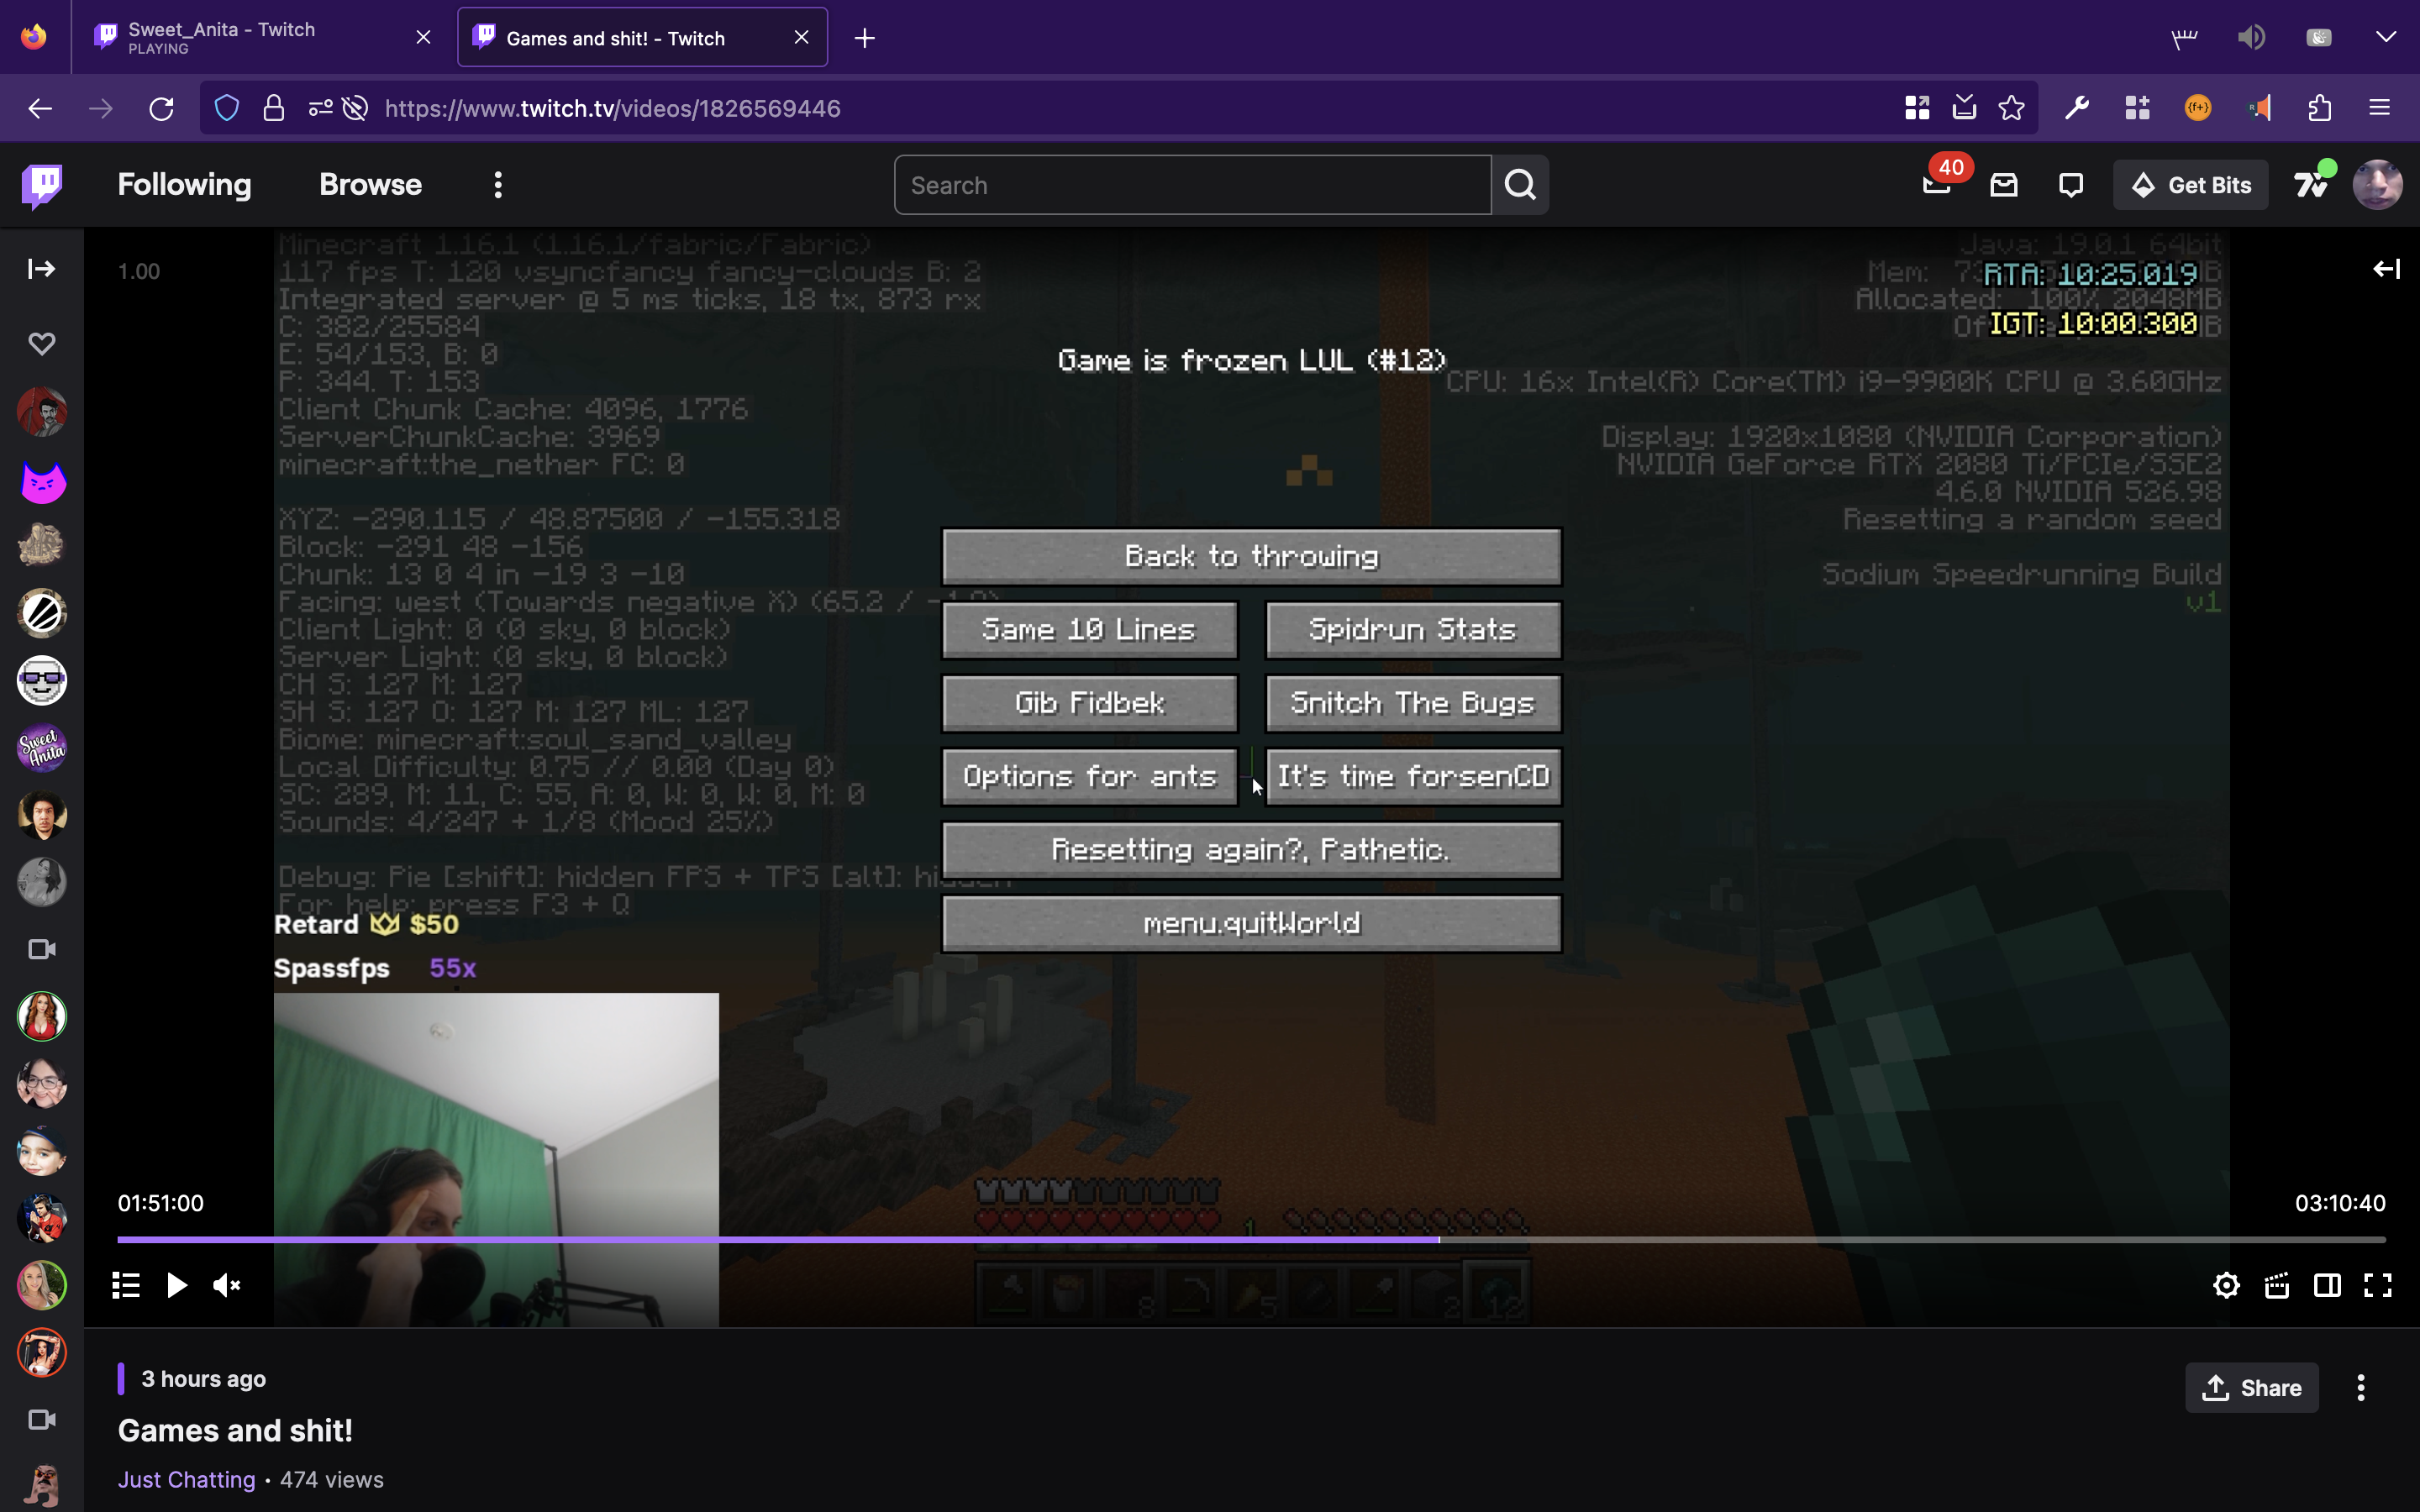 Sweet_Anita - Twitch
PLAYING
Games and shit! - Twitch
https://www.twitch.tv/videos/1826569446
Following
Browse
Search
40
Get Bits
1.00
Minecraft 1.16.1 (1.16.1/fabric/Fabric)
117 fps T: 120 vsyncfancy fancy-clouds B: 2
Integrated server @ 5 ms ticks, 18 tx, 873 rx
C: 382/25584
E: 54/153, B: 0
P: 344. T: 153
Client Chunk Cache: 4096, 1776
ServerChunkCache: 3969
minecraft:the_nether FC: 0
XYZ: -290.115 / 48.87500 / -155.318
Block: -291 48 -156
Chunk: 13 0 4 in -19 3 -10
Facing: west (Towards negative X) (65.2 /
Client Light: 0 (0 sky, 0 block)
Server Light: (0 sky, 0 block)
CH S: 127 M: 127
SH S: 127 O: 127 M: 127 ML: 127
Biome: minecraft:soul_sand_valley
Local Difficulty: 0.75 // 0.00 (Day 0)
SC: 289, M: 11, C: 55, A: 0, W: 0, W: 0, M: 0
Sounds: 4/247 + 1/8 (Mood 25%)
Debug: Pie [shift]: hidden FPS + TPS [alt]: hidden
For help: press F3 + Q
Java: 19.0.1 64bit
Mem:
RTA: 10:25.019
Allocated: 100% 2048MB
IGT: 10:00.300
CPU: 16x Intel(R) Core(TM) i9-9900K CPU @ 3.60GHz
Display: 1920x1080 (NVIDIA Corporation)
NVIDIA GeForce RTX 2080 Ti/PCIe/SSE2
4.6.0 NVIDIA 526.98
Resetting a random seed
Sodium Speedrunning Build
v1
Game is frozen LUL (#12)
Back to throwing
Same 10 Lines
Spidrun Stats
Gib Fidbek
Snitch The Bugs
Options for ants
It's time forsenCD
Resetting again?, Pathetic.
menu.quitWorld
Retard $50
Spassfps 55x
Sweet Anita
1
8
5
2
12
01:51:00
03:10:40
3 hours ago
Share
Games and shit!
Just Chatting • 474 views